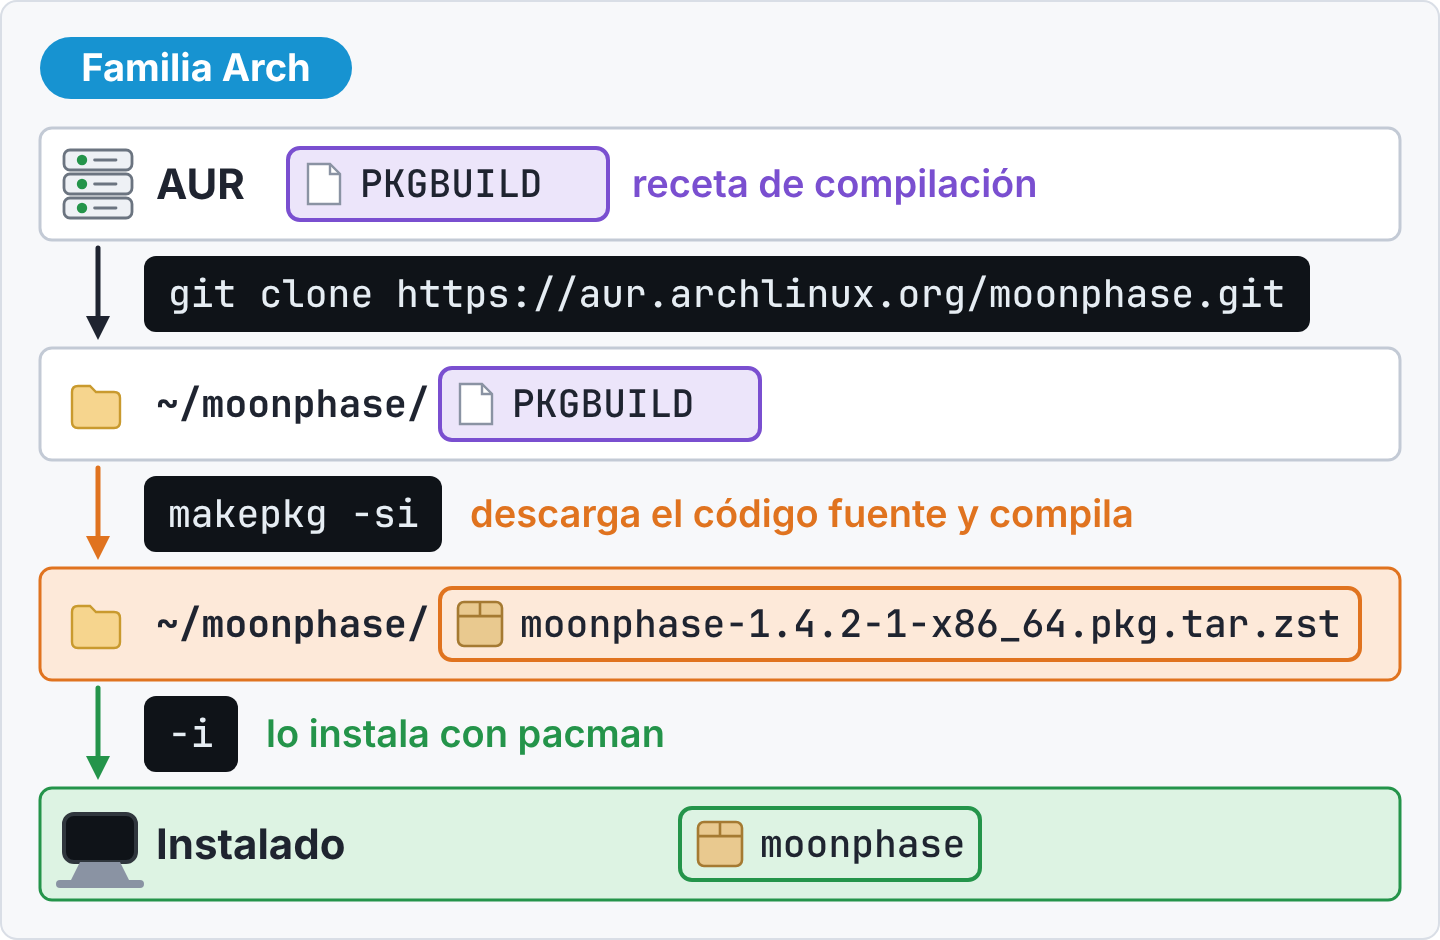 Familia Arch
AUR PKGBUILD receta de compilación
git clone https://aur.archlinux.org/moonphase.git
~/moonphase/ PKGBUILD
makepkg -si descarga el código fuente y compila
~/moonphase/ moonphase-1.4.2-1-x86_64.pkg.tar.zst
-i lo instala con pacman
Instalado moonphase